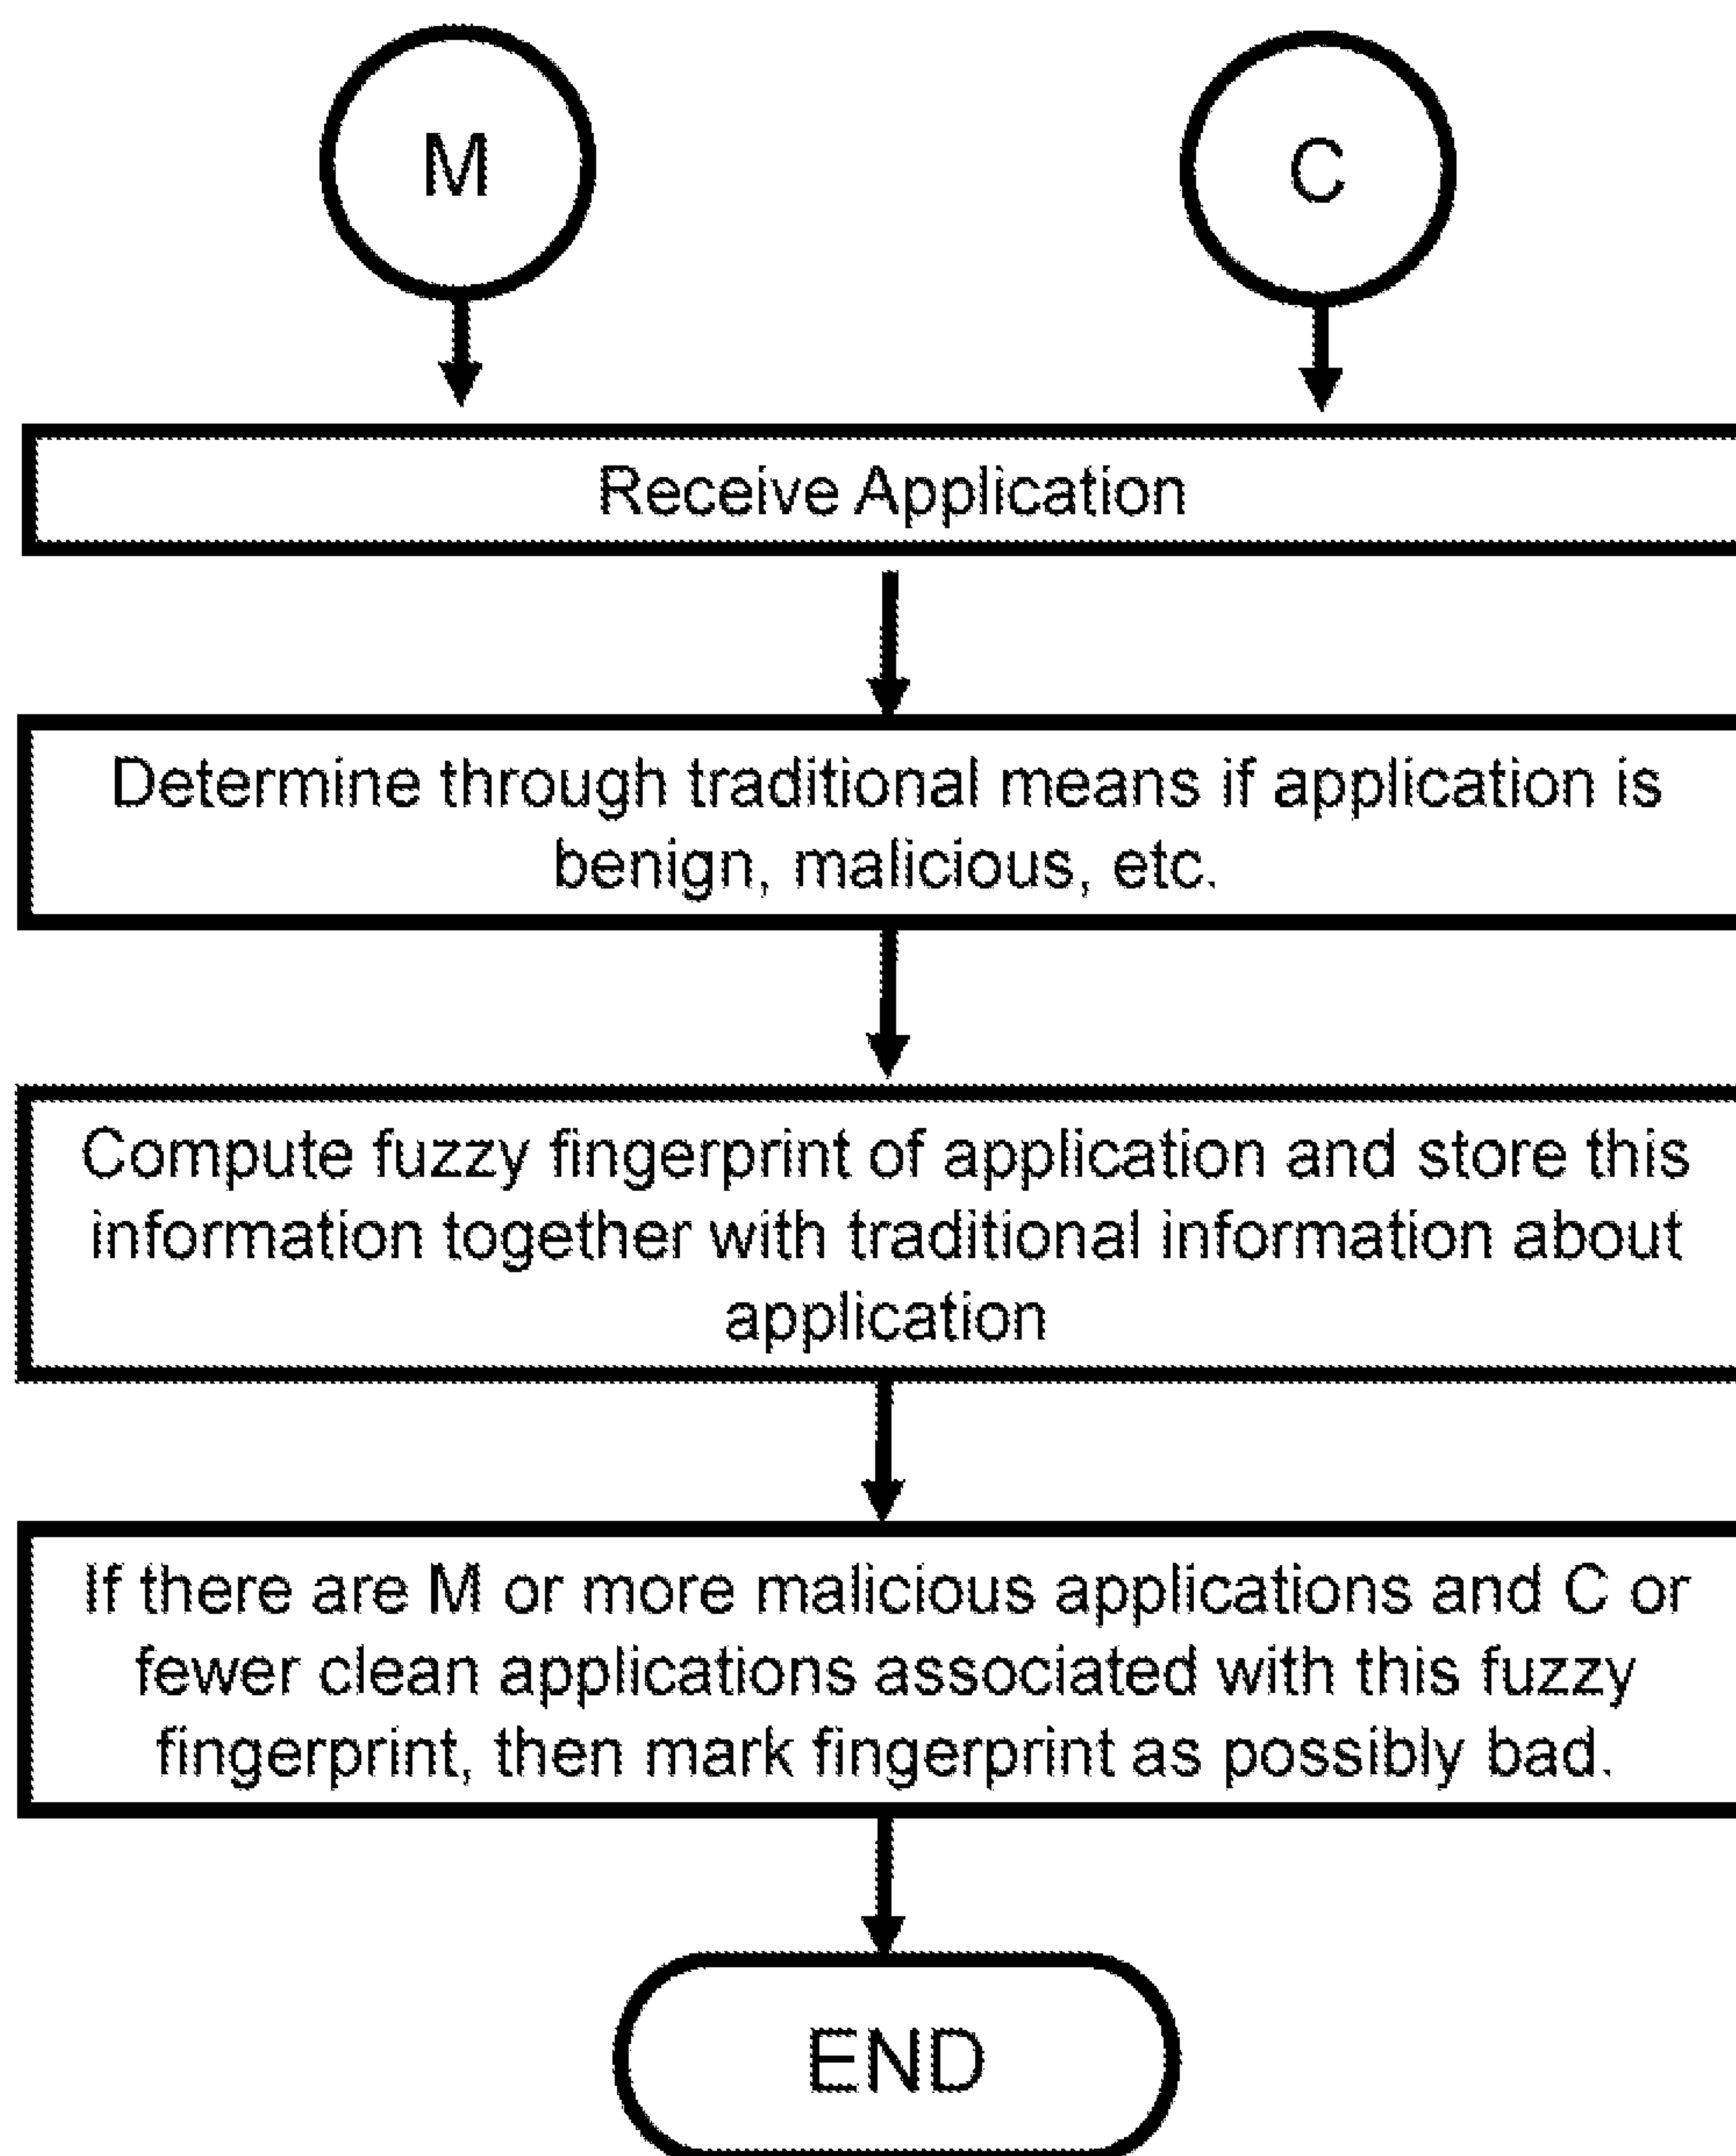 M
C
Receive Application
Determine through traditional means if application is
benign, malicious, etc.
Compute fuzzy fingerprint of application and store this
information together with traditional information about
application
If there are M or more malicious applications and C or
fewer clean applications associated with this fuzzy
fingerprint, then mark fingerprint as possibly bad.
END